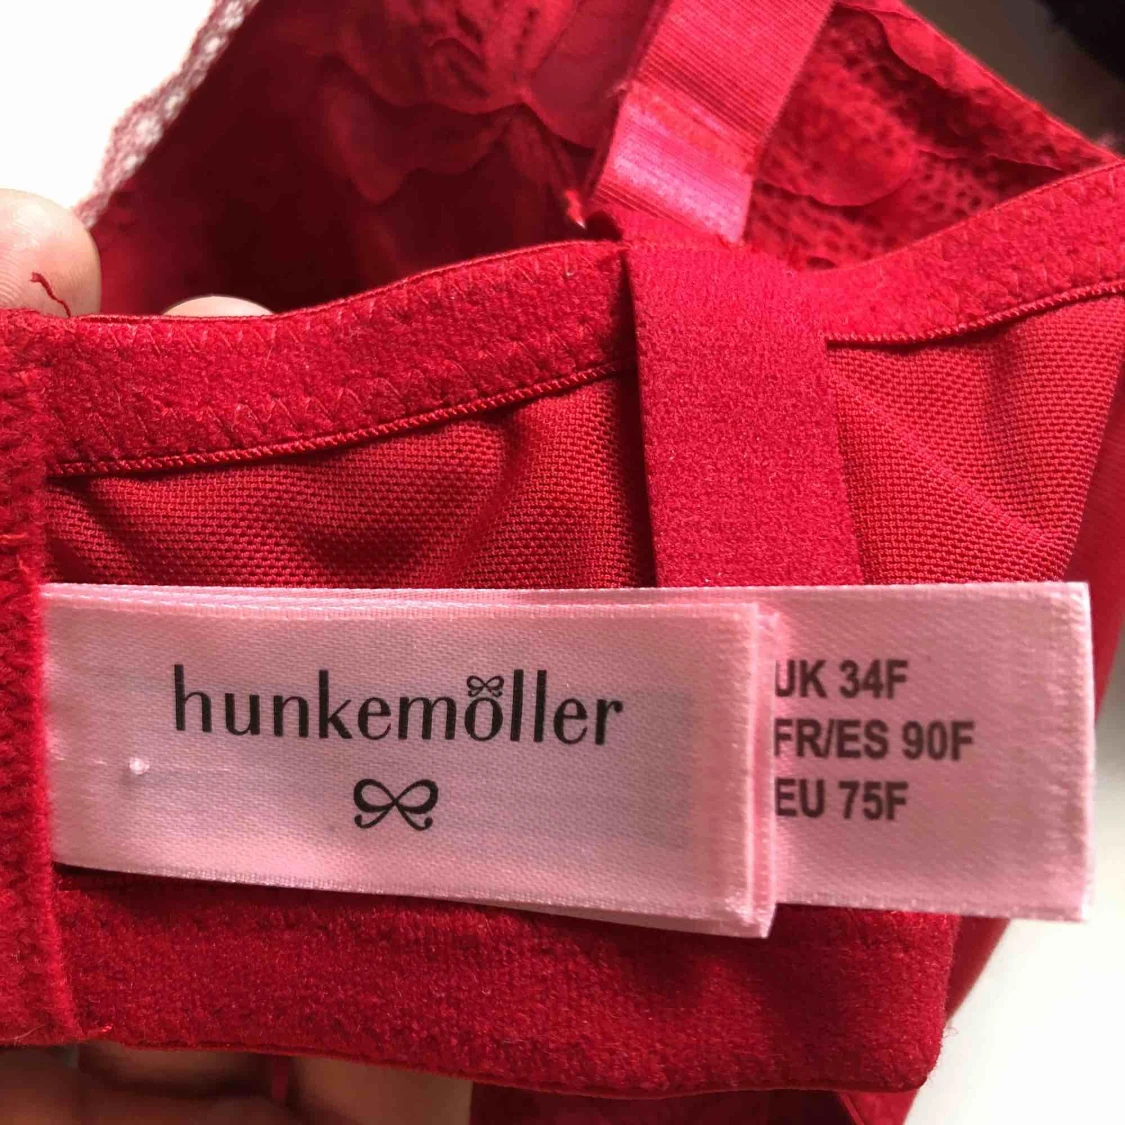 hunkemöller
UK 34F
FR/ES 90F
EU 75F